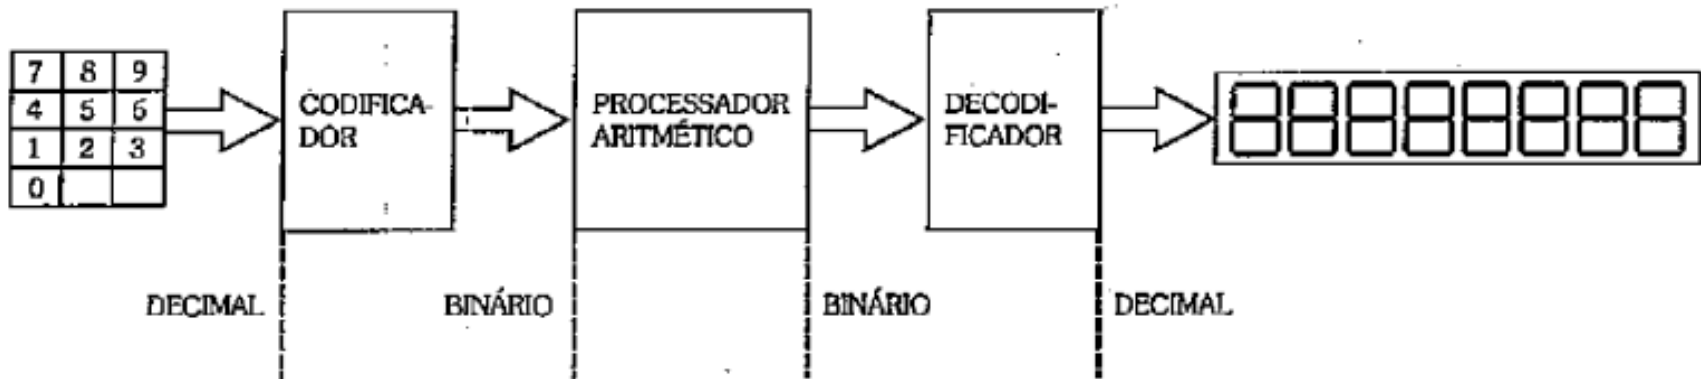 7 8 9
4 5 6
1 2 3
0
CODIFICA-
DOR
PROCESSADOR
ARITMÉTICO
DECODI-
FICADOR
DECIMAL
BINÁRIO
BINÁRIO
DECIMAL